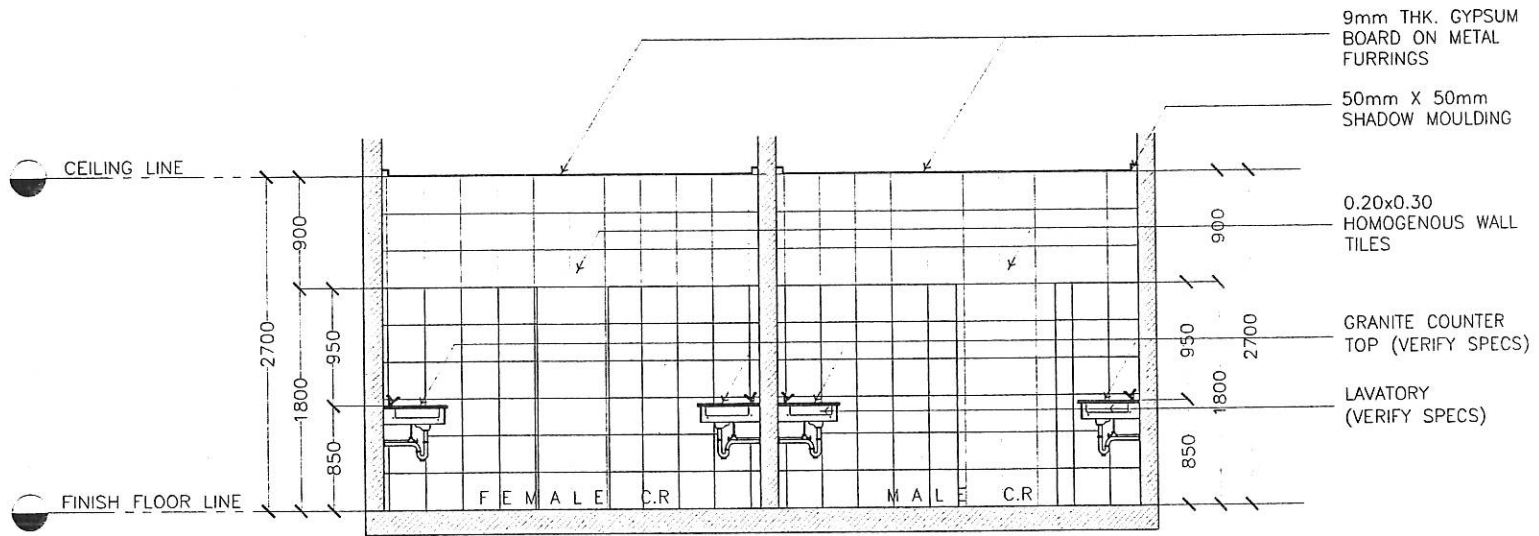 9mm THK. GYPSUM
BOARD ON METAL
FURRINGS
50mm X 50mm
SHADOW MOULDING
CEILING LINE
0.20x0.30
HOMOGENOUS WALL
TILES
GRANITE COUNTER
TOP (VERIFY SPECS)
LAVATORY
(VERIFY SPECS)
2700
900
1800
950
850
900
950
2700
1800
850
FEMALE C.R
MALE C.R
FINISH FLOOR LINE